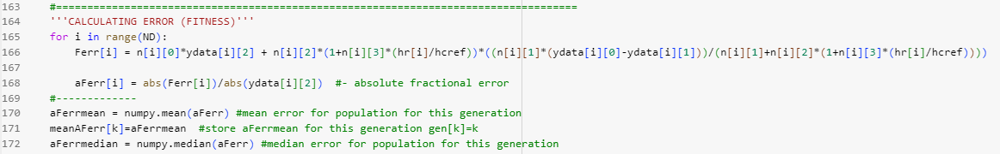 163 #================================================================================
164 '''CALCULATING ERROR (FITNESS)'''
165 for i in range(ND):
166 Ferr[i] = n[i][0]*ydata[i][2] + n[i][2]*(1+n[i][3]*(hr[i]/hcref))*((n[i][1]*(ydata[i][0]-ydata[i][1]))/(n[i][1]+n[i][2]*(1+n[i][3]*(hr[i]/hcref))))
167
168 aFerr[i] = abs(Ferr[i])/abs(ydata[i][2]) #- absolute fractional error
169 #-------------
170 aFerrmean = numpy.mean(aFerr) #mean error for population for this generation
171 meanAFerr[k]=aFerrmean #store aFerrmean for this generation gen[k]=k
172 aFerrmedian = numpy.median(aFerr) #median error for population for this generation